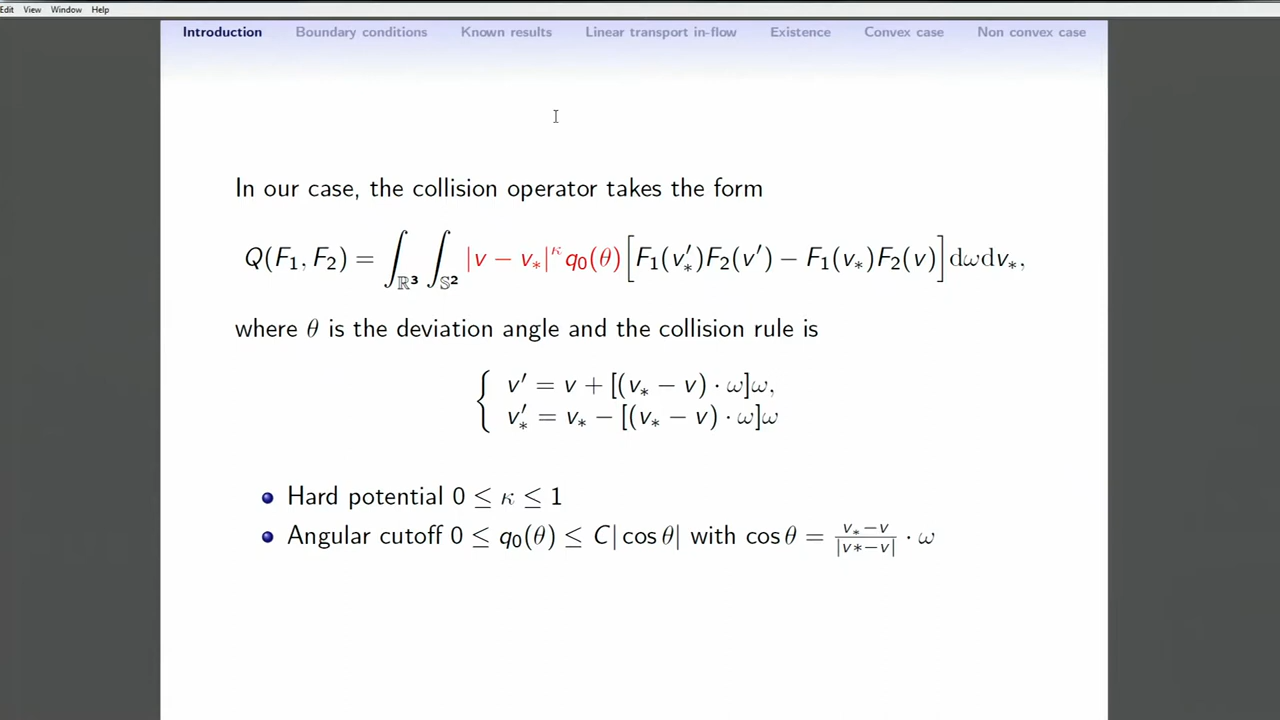 Edit View Window Help
Introduction Boundary conditions Known results Linear transport in-flow Existence Convex case Non convex case
In our case, the collision operator takes the form
Q(F₁, F₂) = ∫_ℝ³ ∫_𝕊² |v − v_*|^κ q₀(θ) [F₁(v′_*)F₂(v′) − F₁(v_*)F₂(v)] dωdv_*,
where θ is the deviation angle and the collision rule is
{ v′ = v + [(v_* − v) · ω]ω,
v′_* = v_* − [(v_* − v) · ω]ω
Hard potential 0 ≤ κ ≤ 1
Angular cutoff 0 ≤ q₀(θ) ≤ C| cos θ| with cos θ = (v_*−v)/|v*−v| · ω